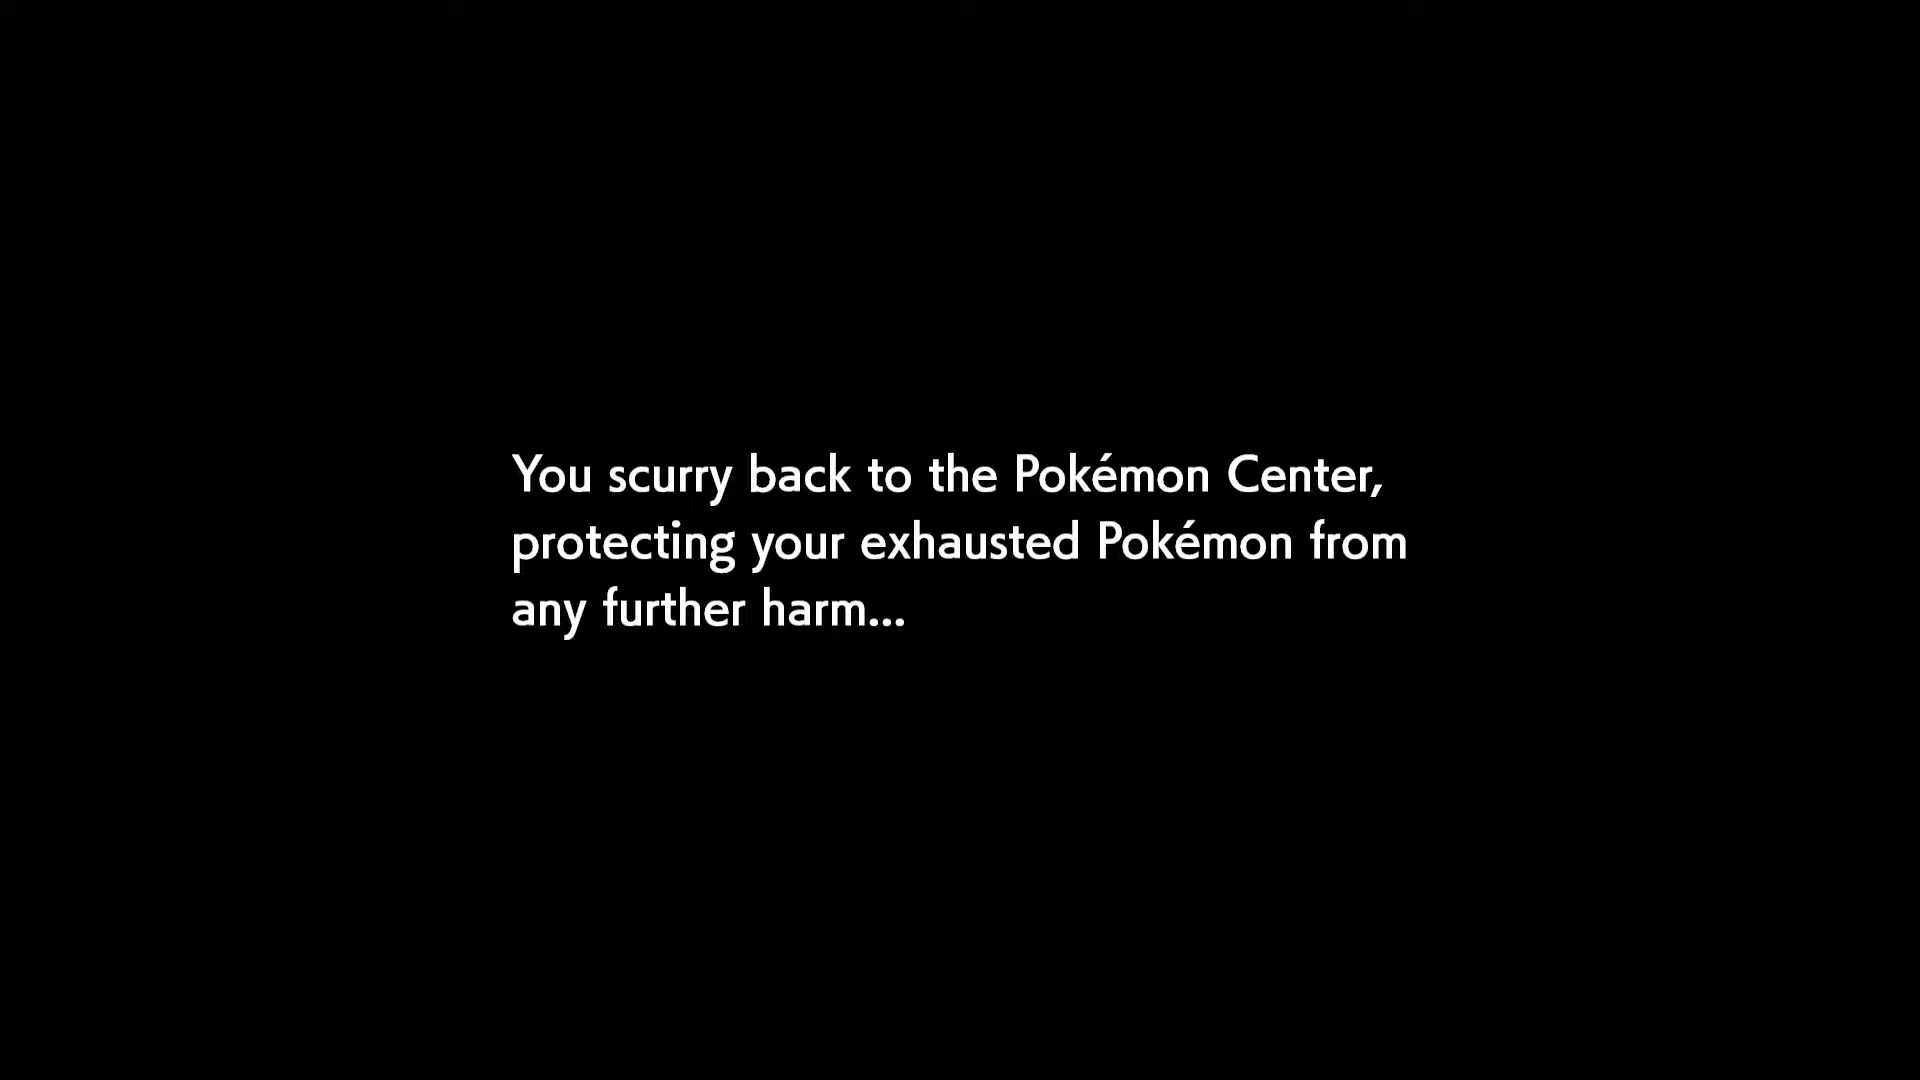 You scurry back to the Pokémon Center,
protecting your exhausted Pokémon from
any further harm...